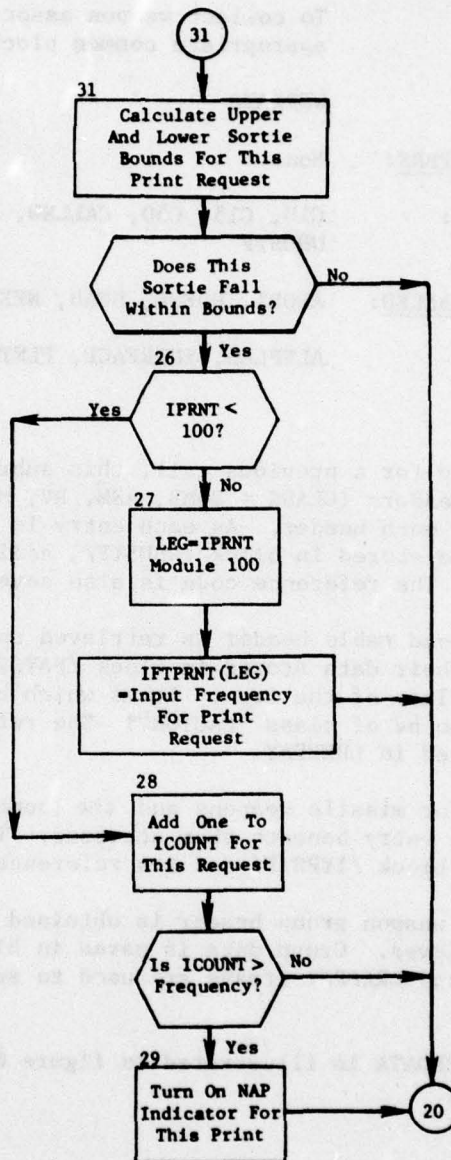 31
31
Calculate Upper
And Lower Sortie
Bounds For This
Print Request
Does This
Sortie Fall
Within Bounds?
No
Yes
26
IPRNT <
100?
Yes
No
27
LEG=IPRNT
Module 100
IFTPRNT(LEG)
=Input Frequency
For Print
Request
28
Add One To
ICOUNT For
This Request
Is ICOUNT=
Frequency?
No
Yes
29
Turn On NAP
Indicator For
This Print
20